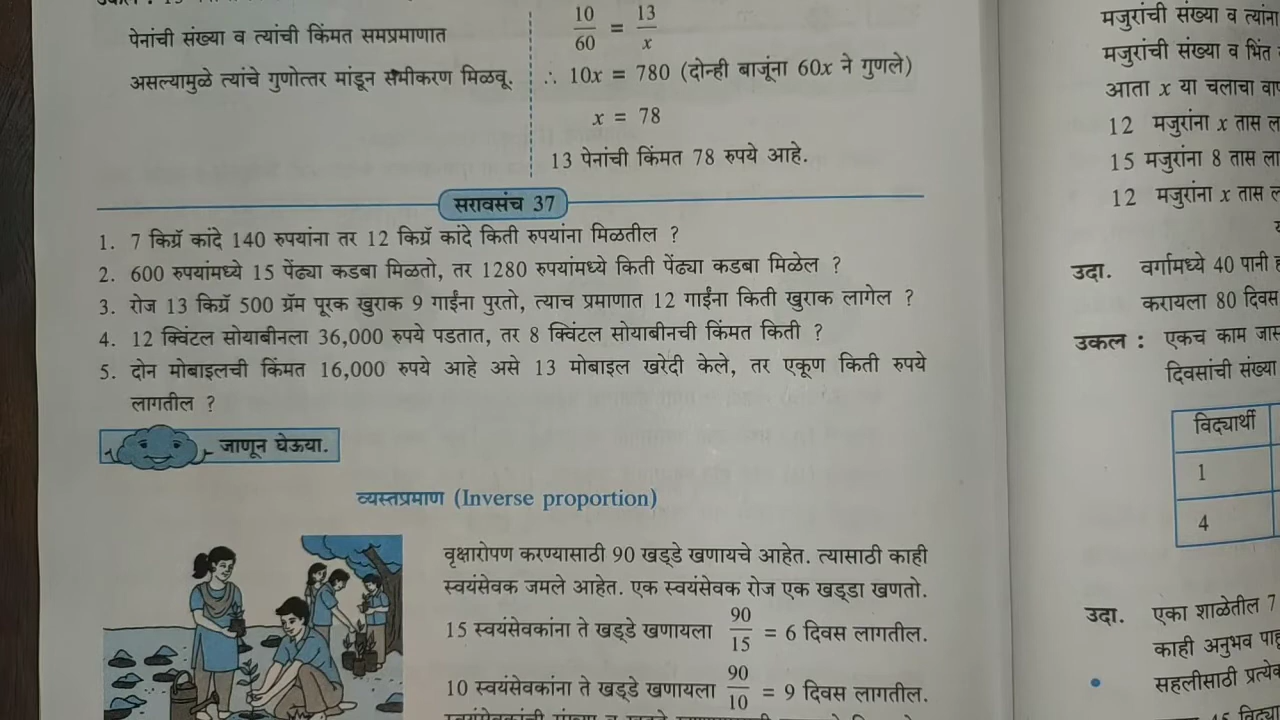 पेनांची संख्या व त्यांची किंमत समप्रमाणात
असल्यामुळे त्यांचे गुणोत्तर मांडून समीकरण मिळवू.
10/60 = 13/x
∴ 10x = 780 (दोन्ही बाजूंना 60x ने गुणले)
x = 78
13 पेनांची किंमत 78 रुपये आहे.
सरावसंच 37
1. 7 किग्रॅ कांदे 140 रुपयांना तर 12 किग्रॅ कांदे किती रुपयांना मिळतील ?
2. 600 रुपयांमध्ये 15 पेंढ्या कडबा मिळतो, तर 1280 रुपयांमध्ये किती पेंढ्या कडबा मिळेल ?
3. रोज 13 किग्रॅ 500 ग्रॅम पूरक खुराक 9 गाईंना पुरतो, त्याच प्रमाणात 12 गाईंना किती खुराक लागेल ?
4. 12 क्विंटल सोयाबीनला 36,000 रुपये पडतात, तर 8 क्विंटल सोयाबीनची किंमत किती ?
5. दोन मोबाइलची किंमत 16,000 रुपये आहे असे 13 मोबाइल खरेदी केले, तर एकूण किती रुपये
लागतील ?
जाणून घेऊया.
व्यस्तप्रमाण (Inverse proportion)
वृक्षारोपण करण्यासाठी 90 खड्डे खणायचे आहेत. त्यासाठी काही
स्वयंसेवक जमले आहेत. एक स्वयंसेवक रोज एक खड्डा खणतो.
15 स्वयंसेवकांना ते खड्डे खणायला 90/15 = 6 दिवस लागतील.
10 स्वयंसेवकांना ते खड्डे खणायला 90/10 = 9 दिवस लागतील.
मजुरांची संख्या व त्यांना
मजुरांची संख्या व भिंत
आता x या चलाचा
12 मजुरांना x तास
15 मजुरांना 8 तास
12 मजुरांना x तास
उदा. वर्गामध्ये 40 पानी
करायला 80 दिवस
उकल : एकच काम
दिवसांची संख्या
विद्यार्थी
1
4
उदा. एका शाळेतील 7
काही अनुभव
• सहलीसाठी